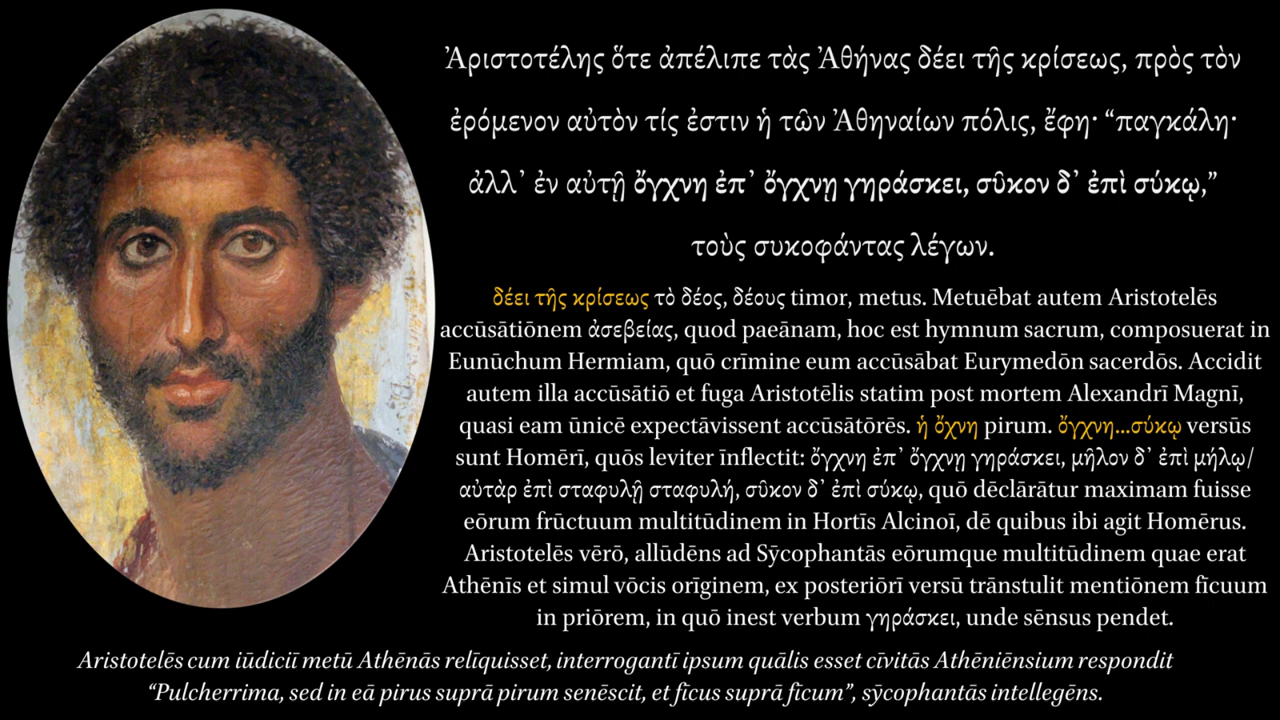 Ἀριστοτέλης ὅτε ἀπέλιπε τὰς Ἀθήνας δέει τῆς κρίσεως, πρὸς τὸν
ἐρόμενον αὐτὸν τίς ἐστιν ἡ τῶν Ἀθηναίων πόλις, ἔφη· “παγκάλη·
ἀλλ’ ἐν αὐτῇ ὄγχνη ἐπ’ ὄγχνῃ γηράσκει, σῦκον δ’ ἐπὶ σύκῳ,”
τοὺς συκοφάντας λέγων.
δέει τῆς κρίσεως τὸ δέος, δέους timor, metus. Metuēbat autem Aristotelēs
accūsātiōnem ἀσεβείας, quod paeānam, hoc est hymnum sacrum, composuerat in
Eunūchum Hermiam, quō crīmine eum accūsābat Eurymedōn sacerdōs. Accidit
autem illa accūsātiō et fuga Aristotēlis statim post mortem Alexandrī Magnī,
quasi eam ūnicē expectāvissent accūsātōrēs. ἡ ὄχνη pirum. ὄγχνη...σύκῳ versūs
sunt Homērī, quōs leviter īnflectit: ὄγχνη ἐπ’ ὄγχνῃ γηράσκει, μῆλον δ’ ἐπὶ μήλῳ/
αὐτὰρ ἐπὶ σταφυλῇ σταφυλή, σῦκον δ’ ἐπὶ σύκῳ, quō dēclārātur maximam fuisse
eōrum frūctuum multitūdinem in Hortīs Alcinoī, dē quibus ibi agit Homērus.
Aristotelēs vērō, allūdēns ad Sȳcophantās eōrumque multitūdinem quae erat
Athēnīs et simul vōcis orīginem, ex posteriōrī versū trānstulit mentiōnem fīcuum
in priōrem, in quō inest verbum γηράσκει, unde sēnsus pendet.
Aristotelēs cum iūdiciī metū Athēnās relīquisset, interrogantī ipsum quālis esset cīvitās Athēniēnsium respondit
“Pulcherrima, sed in eā pirus suprā pirum senēscit, et fīcus suprā fīcum”, sȳcophantās intellegēns.